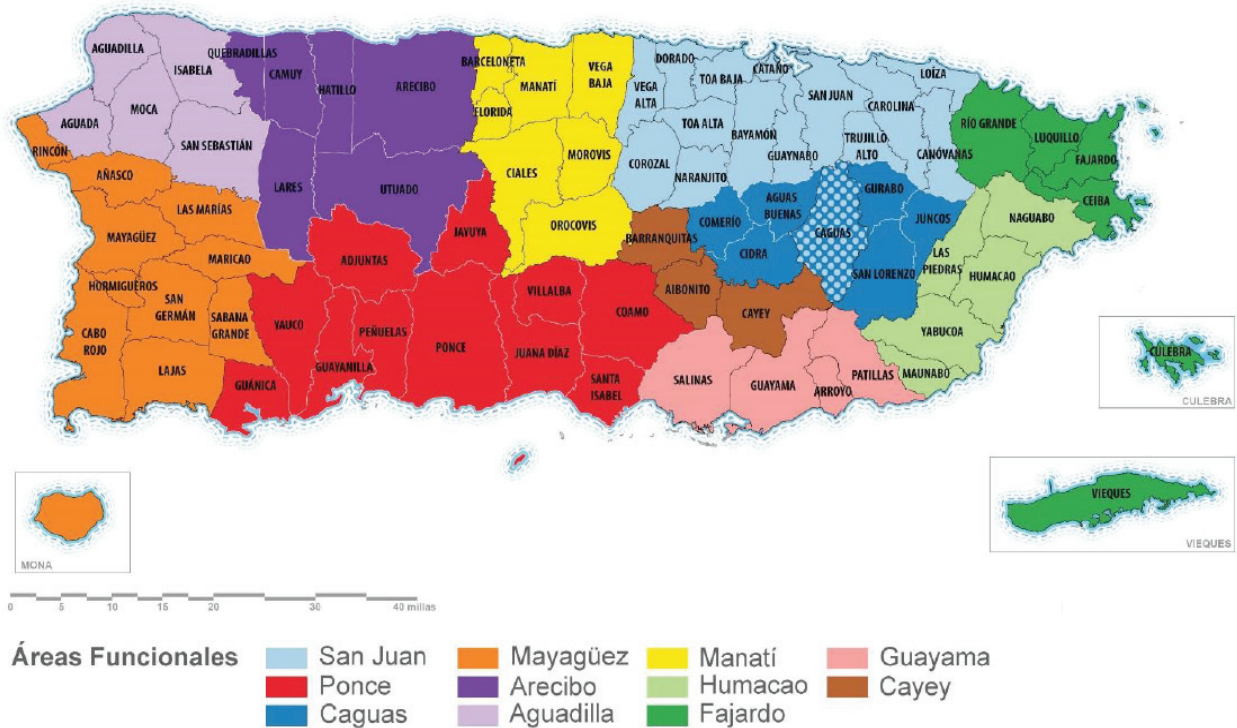 AGUADILLA
ISABELA
QUEBRADILLAS
CAMUY
HATILLO
ARECIBO
BARCELONETA
MANATÍ
VEGA
BAJA
FLORIDA
VEGA
ALTA
DORADO
TOA BAJA
CATAÑO
SAN JUAN
CAROLINA
LOÍZA
MOCA
AGUADA
SAN SEBASTIÁN
RINCÓN
AÑASCO
LAS MARÍAS
LARES
UTUADO
CIALES
MOROVIS
TOA ALTA
BAYAMÓN
COROZAL
NARANJITO
GUAYNABO
TRUJILLO
ALTO
CANÓVANAS
RÍO GRANDE
LUQUILLO
FAJARDO
CEIBA
MAYAGÜEZ
MARICAO
ADJUNTAS
JAYUYA
OROCOVIS
BARRANQUITAS
COMERÍO
AGUAS
BUENAS
CIDRA
CAGUAS
GURABO
JUNCOS
SAN LORENZO
LAS
PIEDRAS
NAGUABO
HUMACAO
HORMIGUEROS
SAN
GERMÁN
SABANA
GRANDE
CABO
ROJO
LAJAS
YAUCO
GUÁNICA
GUAYANILLA
PEÑUELAS
PONCE
VILLALBA
JUANA DÍAZ
COAMO
SANTA
ISABEL
AIBONITO
CAYEY
SALINAS
GUAYAMA
ARROYO
PATILLAS
YABUCOA
MAUNABO
CULEBRA
CULEBRA
VIEQUES
VIEQUES
MONA
0 5 10 15 20 30 40 millas
Áreas Funcionales
San Juan
Mayagüez
Manatí
Guayama
Ponce
Arecibo
Humacao
Cayey
Caguas
Aguadilla
Fajardo